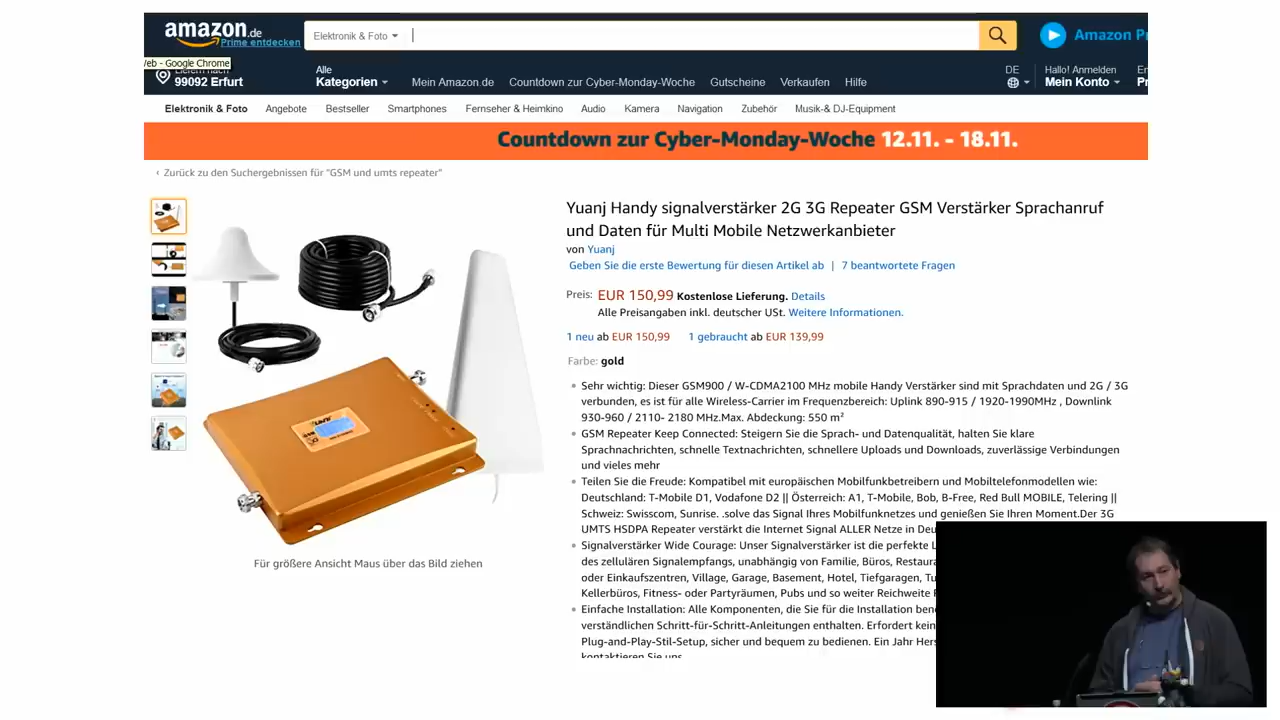 amazon.de
Prime entdecken
Elektronik & Foto
Amazon Pr
Web - Google Chrome
Liefern nach
99092 Erfurt
Alle
Kategorien
Mein Amazon.de Countdown zur Cyber-Monday-Woche Gutscheine Verkaufen Hilfe
DE
Hallo! Anmelden
Mein Konto
En
Pr
Elektronik & Foto Angebote Bestseller Smartphones Fernseher & Heimkino Audio Kamera Navigation Zubehör Musik-& DJ-Equipment
Countdown zur Cyber-Monday-Woche 12.11. - 18.11.
‹ Zurück zu den Suchergebnissen für "GSM und umts repeater"
Yuanj Handy signalverstärker 2G 3G Repeater GSM Verstärker Sprachanruf
und Daten für Multi Mobile Netzwerkanbieter
von Yuanj
Geben Sie die erste Bewertung für diesen Artikel ab | 7 beantwortete Fragen
Preis: EUR 150,99 Kostenlose Lieferung. Details
Alle Preisangaben inkl. deutscher USt. Weitere Informationen.
1 neu ab EUR 150,99 1 gebraucht ab EUR 139,99
Farbe: gold
Sehr wichtig: Dieser GSM900 / W-CDMA2100 MHz mobile Handy Verstärker sind mit Sprachdaten und 2G / 3G
verbunden, es ist für alle Wireless-Carrier im Frequenzbereich: Uplink 890-915 / 1920-1990MHz , Downlink
930-960 / 2110- 2180 MHz.Max. Abdeckung: 550 m²
GSM Repeater Keep Connected: Steigern Sie die Sprach- und Datenqualität, halten Sie klare
Sprachnachrichten, schnelle Textnachrichten, schnellere Uploads und Downloads, zuverlässige Verbindungen
und vieles mehr
Teilen Sie die Freude: Kompatibel mit europäischen Mobilfunkbetreibern und Mobiltelefonmodellen wie:
Deutschland: T-Mobile D1, Vodafone D2 || Österreich: A1, T-Mobile, Bob, B-Free, Red Bull MOBILE, Telering ||
Schweiz: Swisscom, Sunrise. .solve das Signal Ihres Mobilfunknetzes und genießen Sie Ihren Moment.Der 3G
UMTS HSDPA Repeater verstärkt die Internet Signal ALLER Netze in Deu
Signalverstärker Wide Courage: Unser Signalverstärker ist die perfekte L
des zellulären Signalempfangs, unabhängig von Familie, Büros, Restaura
oder Einkaufszentren, Village, Garage, Basement, Hotel, Tiefgaragen, Tu
Kellerbüros, Fitness- oder Partyräumen, Pubs und so weiter Reichweite
Einfache Installation: Alle Komponenten, die Sie für die Installation ben
verständlichen Schritt-für-Schritt-Anleitungen enthalten. Erfordert kein
Plug-and-Play-Stil-Setup, sicher und bequem zu bedienen. Ein Jahr Hers
kontaktieren Sie uns
Für größere Ansicht Maus über das Bild ziehen